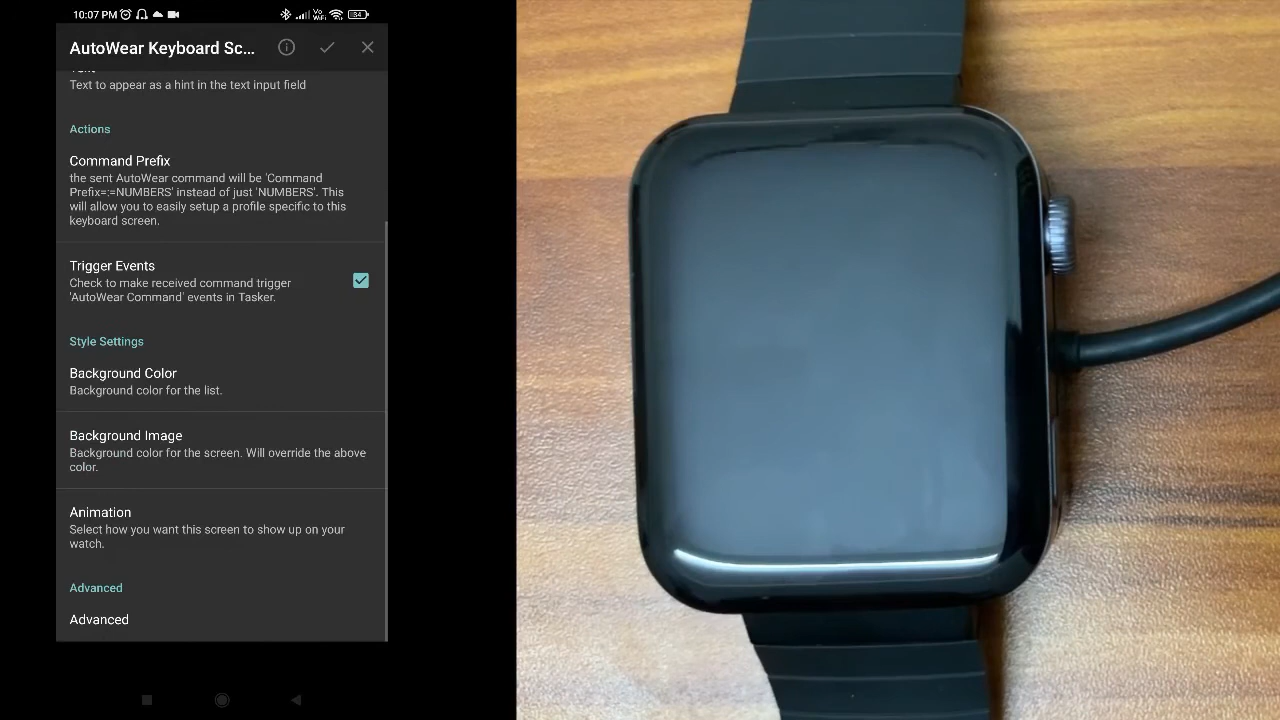 10:07 PM
Vo
WiFi
54
AutoWear Keyboard Sc...
Text
Text to appear as a hint in the text input field
Actions
Command Prefix
the sent AutoWear command will be 'Command
Prefix=:=NUMBERS' instead of just 'NUMBERS'. This
will allow you to easily setup a profile specific to this
keyboard screen.
Trigger Events
Check to make received command trigger
'AutoWear Command' events in Tasker.
Style Settings
Background Color
Background color for the list.
Background Image
Background color for the screen. Will override the above
color.
Animation
Select how you want this screen to show up on your
watch.
Advanced
Advanced